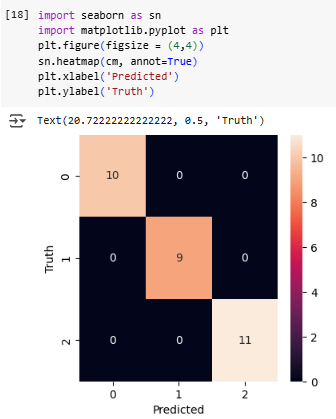 [18] import seaborn as sn
import matplotlib.pyplot as plt
plt.figure(figsize = (4,4))
sn.heatmap(cm, annot=True)
plt.xlabel('Predicted')
plt.ylabel('Truth')
Text(20.72222222222222, 0.5, 'Truth')
10
0 10 0 0
8
6
Truth
1 0 9 0
4
2
2 0 0 11
0
0 1 2
Predicted